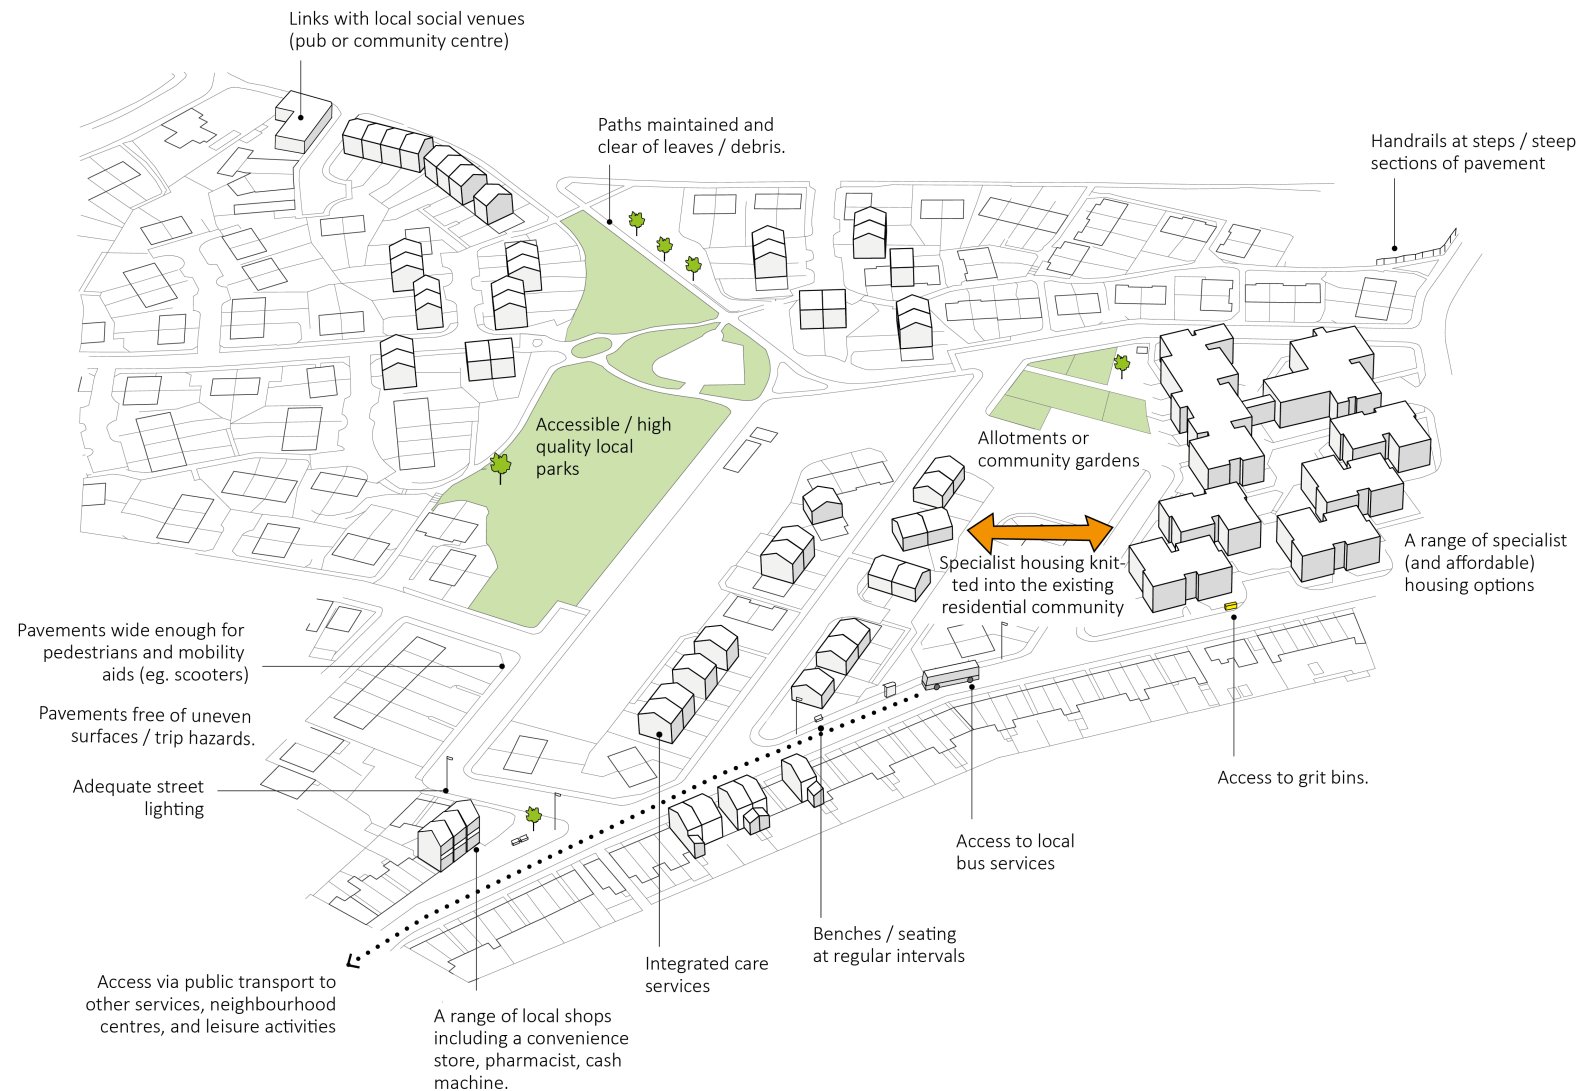 Links with local social venues
(pub or community centre)
Paths maintained and
clear of leaves / debris.
Handrails at steps / steep
sections of pavement
Accessible / high
quality local
parks
Allotments or
community gardens
Specialist housing knit-
ted into the existing
residential community
A range of specialist
(and affordable)
housing options
Pavements wide enough for
pedestrians and mobility
aids (eg. scooters)
Pavements free of uneven
surfaces / trip hazards.
Adequate street
lighting
Access to grit bins.
Access to local
bus services
Benches / seating
at regular intervals
Integrated care
services
Access via public transport to
other services, neighbourhood
centres, and leisure activities
A range of local shops
including a convenience
store, pharmacist, cash
machine.